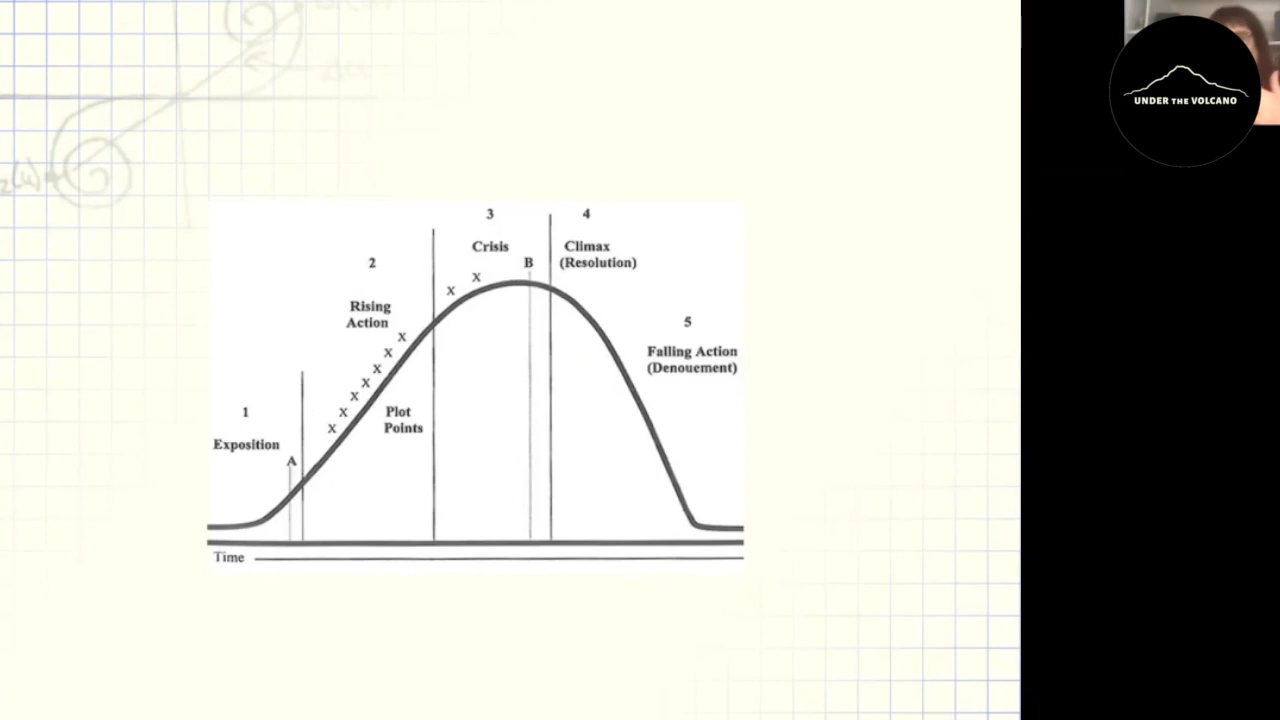 3
Crisis
B
4
Climax
(Resolution)
2
Rising
Action
x
x
x
x
x
x
x
x
x
Plot
Points
5
Falling Action
(Denouement)
1
Exposition
A
Time
UNDER THE VOLCANO